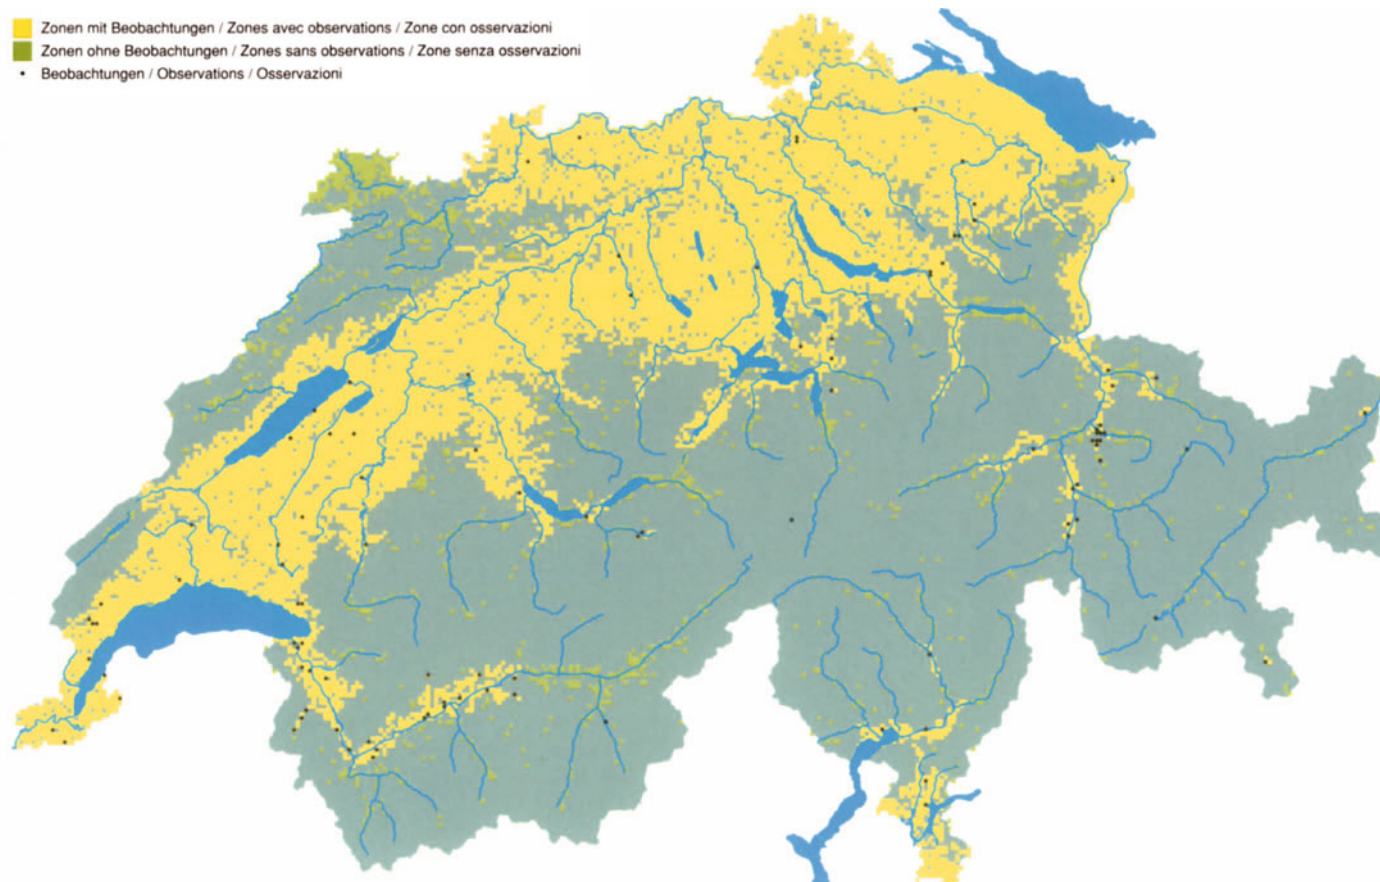 Zonen mit Beobachtungen / Zones avec observations / Zone con osservazioni
Zonen ohne Beobachtungen / Zones sans observations / Zone senza osservazioni
Beobachtungen / Observations / Osservazioni